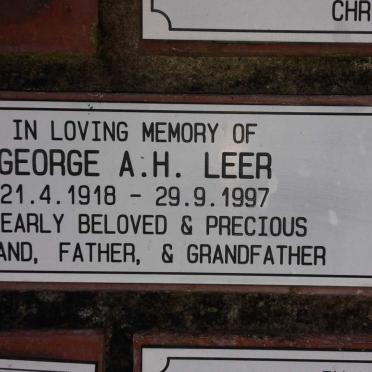 CHR
IN LOVING MEMORY OF
GEORGE A.H. LEER
21.4.1918 - 29.9.1997
EARLY BELOVED & PRECIOUS
AND, FATHER, & GRANDFATHER